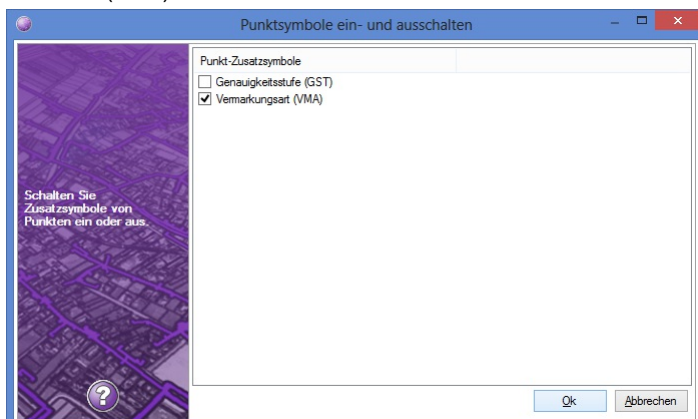 Punktsymbole ein- und ausschalten
Punkt-Zusatzsymbole
Genauigkeitsstufe (GST)
Vermarkungsart (VMA)
Schalten Sie
Zusatzsymbole von
Punkten ein oder aus.
?
Ok
Abbrechen